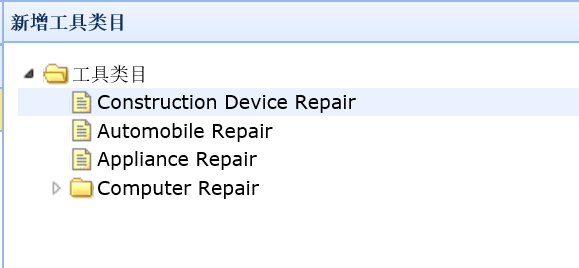 新增工具类目
工具类目
Construction Device Repair
Automobile Repair
Appliance Repair
Computer Repair